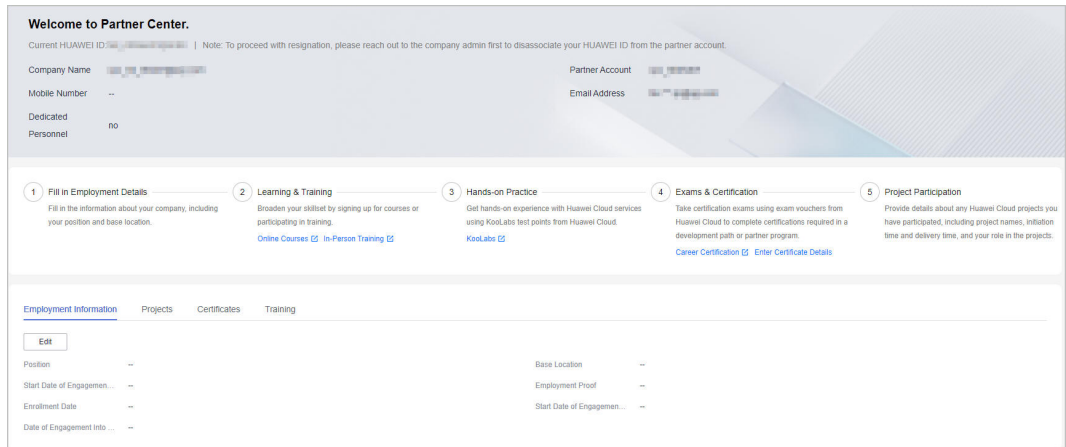 Welcome to Partner Center.
Current HUAWEI ID: | Note: To proceed with resignation, please reach out to the company admin first to disassociate your HUAWEI ID from the partner account.
Company Name
Partner Account
Mobile Number --
Email Address
Dedicated
Personnel
no
1 Fill in Employment Details
Fill in the information about your company, including
your position and base location.
2 Learning & Training
Broaden your skillset by signing up for courses or
participating in training.
Online Courses In-Person Training
3 Hands-on Practice
Get hands-on experience with Huawei Cloud services
using KooLabs test points from Huawei Cloud.
KooLabs
4 Exams & Certification
Take certification exams using exam vouchers from
Huawei Cloud to complete certifications required in a
development path or partner program.
Career Certification Enter Certificate Details
5 Project Participation
Provide details about any Huawei Cloud projects you
have participated, including project names, initiation
time and delivery time, and your role in the projects.
Employment Information Projects Certificates Training
Edit
Position --
Base Location --
Start Date of Engagemen... --
Employment Proof --
Enrollment Date --
Start Date of Engagemen... --
Date of Engagement Into ... --